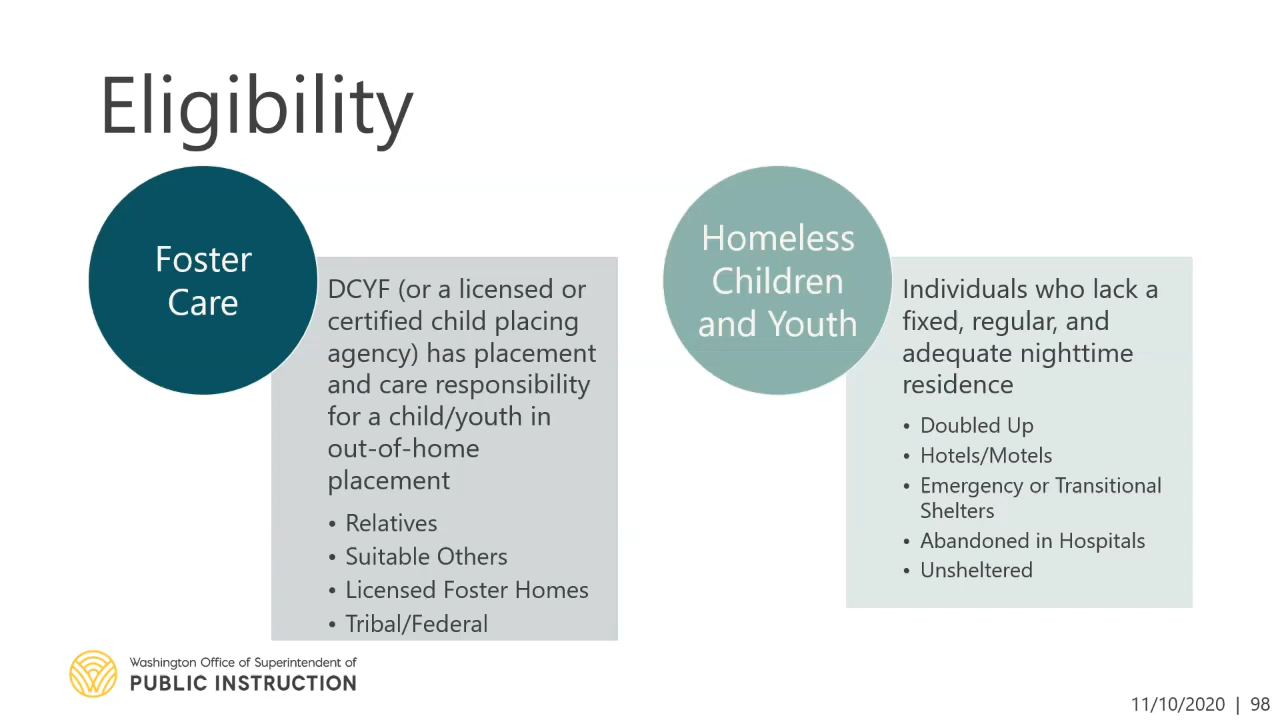 Eligibility
Foster
Care
DCYF (or a licensed or
certified child placing
agency) has placement
and care responsibility
for a child/youth in
out-of-home
placement
• Relatives
• Suitable Others
• Licensed Foster Homes
• Tribal/Federal
Homeless
Children
and Youth
Individuals who lack a
fixed, regular, and
adequate nighttime
residence
• Doubled Up
• Hotels/Motels
• Emergency or Transitional
Shelters
• Abandoned in Hospitals
• Unsheltered
Washington Office of Superintendent of
PUBLIC INSTRUCTION
11/10/2020 | 98